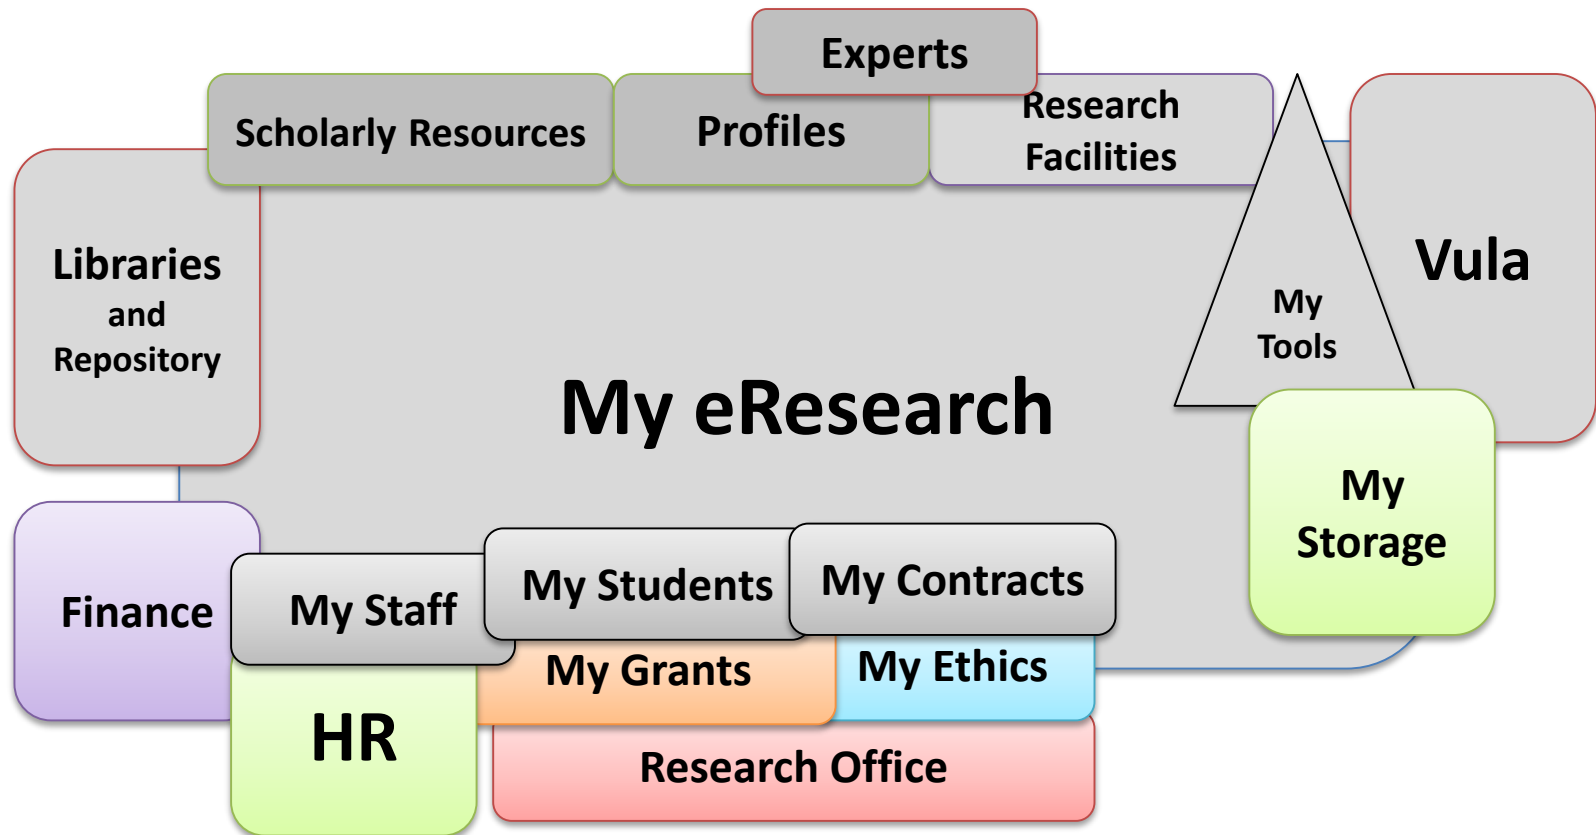 Experts
Scholarly Resources
Profiles
Research
Facilities
Libraries
and
Repository
Vula
My
Tools
My eResearch
My
Storage
Finance
My Staff
My Students
My Contracts
My Grants
My Ethics
HR
Research Office